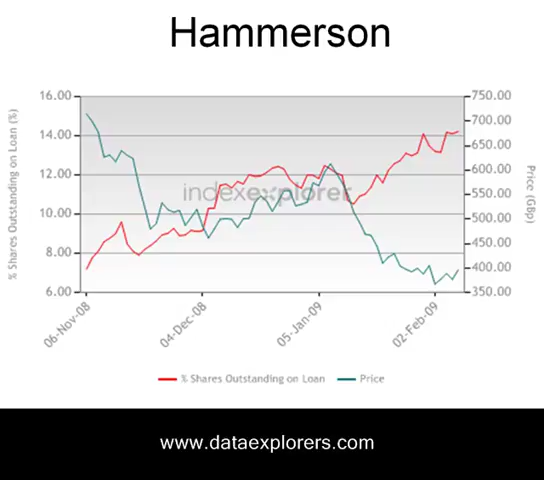 Hammerson
16.00
14.00
12.00
10.00
8.00
6.00
% Shares Outstanding on Loan (%)
750.00
700.00
650.00
600.00
550.00
500.00
450.00
400.00
350.00
Price (GBp)
indexexplorer
06-Nov-08
04-Dec-08
05-Jan-09
02-Feb-09
% Shares Outstanding on Loan
Price
www.dataexplorers.com